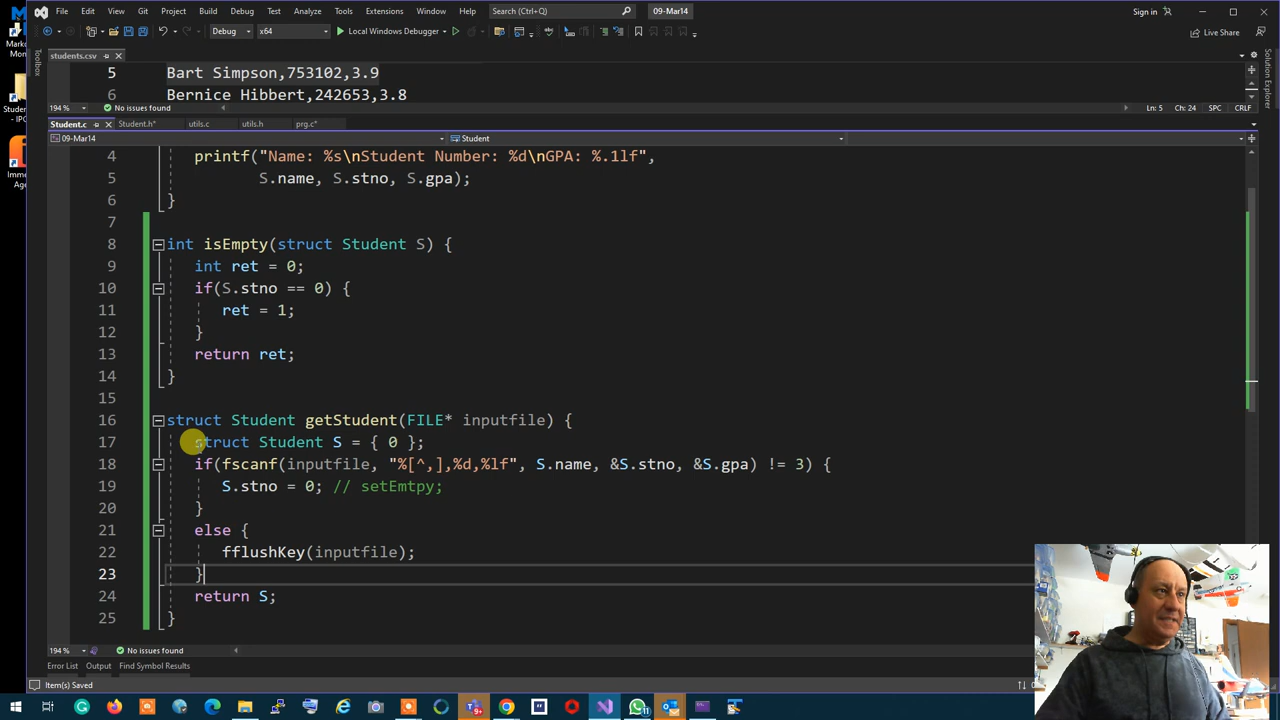 File Edit View Git Project Build Debug Test Analyze Tools Extensions Window Help Search (Ctrl+Q) 09-Mar14 Sign in
Debug x64 Local Windows Debugger Live Share
students.csv
5 Bart Simpson,753102,3.9
6 Bernice Hibbert,242653,3.8
194 % No issues found Ln: 5 Ch: 24 SPC CRLF
Student.c Student.h* utils.c utils.h prg.c*
09-Mar14 Student
4 printf("Name: %s\nStudent Number: %d\nGPA: %.1lf",
5 S.name, S.stno, S.gpa);
6 }
7
8 int isEmpty(struct Student S) {
9 int ret = 0;
10 if(S.stno == 0) {
11 ret = 1;
12 }
13 return ret;
14 }
15
16 struct Student getStudent(FILE* inputfile) {
17 struct Student S = { 0 };
18 if(fscanf(inputfile, "%[^,],%d,%lf", S.name, &S.stno, &S.gpa) != 3) {
19 S.stno = 0; // setEmtpy;
20 }
21 else {
22 fflushKey(inputfile);
23 }
24 return S;
25 }
194 % No issues found
Error List Output Find Symbol Results
Item(s) Saved
Toolbox
Solution Explorer